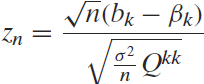 $z_n = \frac{\sqrt{n}(b_k - \beta_k)}{\sqrt{\frac{\sigma^2}{n} Q^{kk}}}$